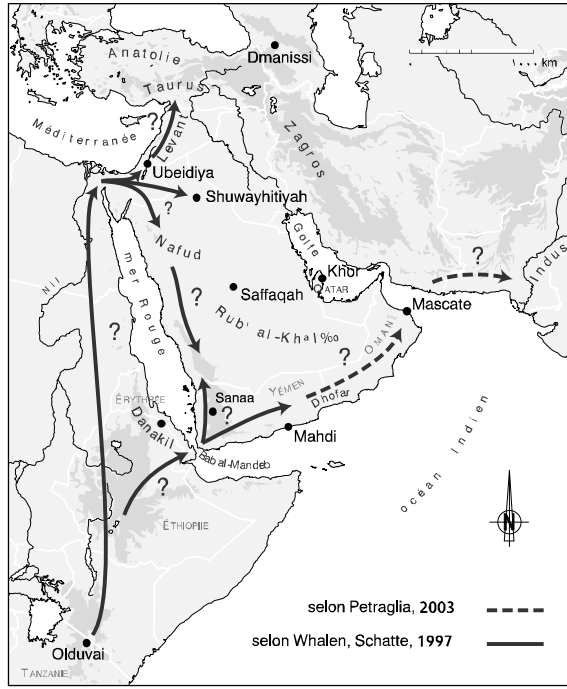 Anatolie
Dmanissi
km
Taurus
Méditerranée
?
Levant
Zagros
Ubeidiya
Shuwayhitiyah
?
Golfe
Nafud
Nil
mer Rouge
Khor
QATAR
?
Indus
Saffaqah
?
Mascate
Rub' al-Khal‰
?
OMAN
?
ÉRYTHRÉE
YÉMEN
Dhofar
Sanaa
?
Danakil
Mahdi
Bab al-Mandeb
?
océan Indien
ÉTHIOPIE
N
selon Petraglia, 2003
selon Whalen, Schatte, 1997
Olduvai
TANZANIE